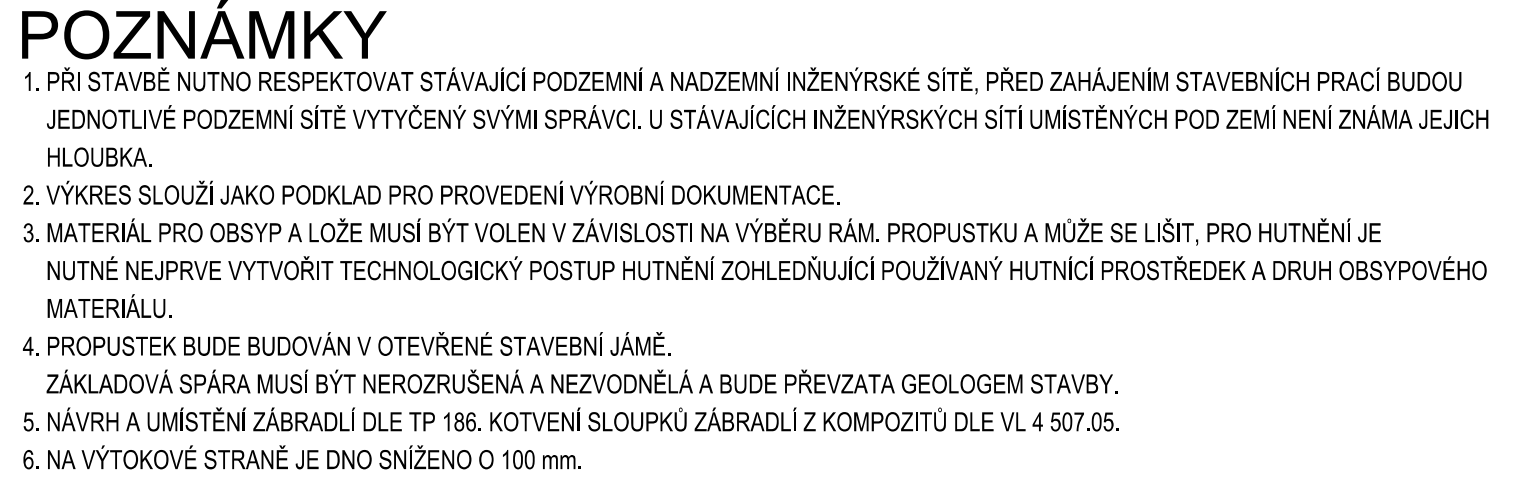 POZNÁMKY
1. PŘI STAVBĚ NUTNO RESPEKTOVAT STÁVAJÍCÍ PODZEMNÍ A NADZEMNÍ INŽENÝRSKÉ SÍTĚ, PŘED ZAHÁJENÍM STAVEBNÍCH PRACÍ BUDOU
JEDNOTLIVÉ PODZEMNÍ SÍTĚ VYTYČENÝ SVÝMI SPRÁVCI. U STÁVAJÍCÍCH INŽENÝRSKÝCH SÍTÍ UMÍSTĚNÝCH POD ZEMÍ NENÍ ZNÁMA JEJICH
HLOUBKA.
2. VÝKRES SLOUŽÍ JAKO PODKLAD PRO PROVEDENÍ VÝROBNÍ DOKUMENTACE.
3. MATERIÁL PRO OBSYP A LOŽE MUSÍ BÝT VOLEN V ZÁVISLOSTI NA VÝBĚRU RÁM. PROPUSTKU A MŮŽE SE LIŠIT, PRO HUTNĚNÍ JE
NUTNÉ NEJPRVE VYTVOŘIT TECHNOLOGICKÝ POSTUP HUTNĚNÍ ZOHLEDŇUJÍCÍ POUŽÍVANÝ HUTNÍCÍ PROSTŘEDEK A DRUH OBSYPOVÉHO
MATERIÁLU.
4. PROPUSTEK BUDE BUDOVÁN V OTEVŘENÉ STAVEBNÍ JÁMĚ.
ZÁKLADOVÁ SPÁRA MUSÍ BÝT NEROZRUŠENÁ A NEZVODNĚLÁ A BUDE PŘEVZATA GEOLOGEM STAVBY.
5. NÁVRH A UMÍSTĚNÍ ZÁBRADLÍ DLE TP 186. KOTVENÍ SLOUPKŮ ZÁBRADLÍ Z KOMPOZITŮ DLE VL 4 507.05.
6. NA VÝTOKOVÉ STRANĚ JE DNO SNÍŽENO O 100 mm.